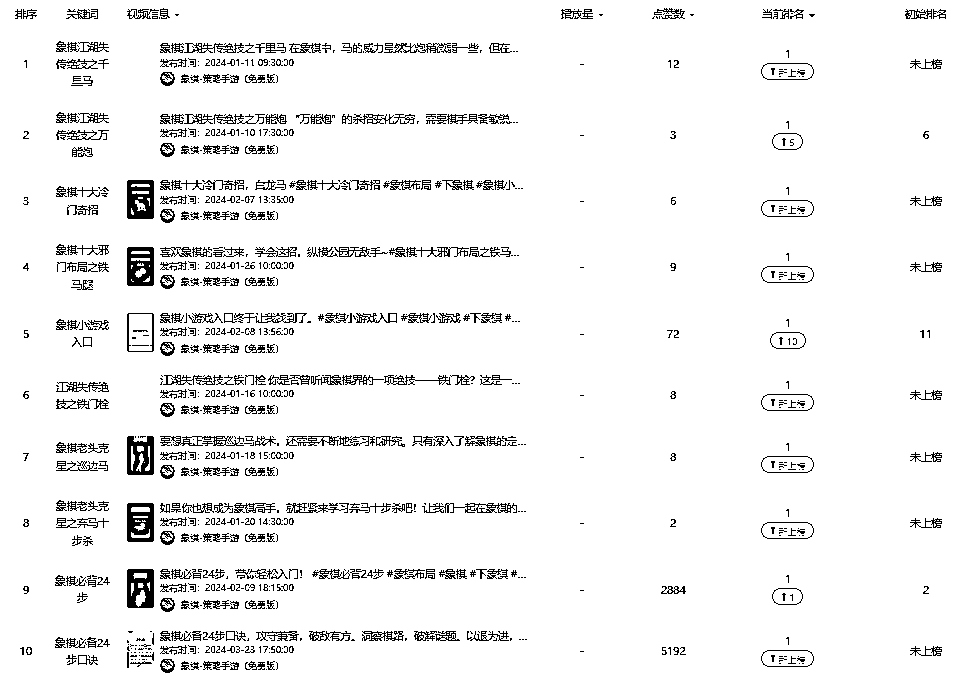 排序 关键词 视频信息 播放量 点赞数 当前排名 初始排名
1 象棋江湖失传绝技之千里马 象棋江湖失传绝技之千里马 在象棋中，马的威力虽然比炮稍微弱一些，但在... - 12 1 未上榜
发布时间：2024-01-11 09:30:00 新上榜
象棋-策略手游（免费版）
2 象棋江湖失传绝技之万能炮 象棋江湖失传绝技之万能炮 "万能炮"的杀招变化无穷，需要棋手具备敏锐... - 3 1 6
发布时间：2024-01-10 17:30:00 5
象棋-策略手游（免费版）
3 象棋十大冷门奇招 象棋十大冷门奇招，白龙马 #象棋十大冷门奇招 #象棋布局 #下象棋 #象棋小... - 6 1 未上榜
发布时间：2024-02-07 13:35:00 新上榜
象棋-策略手游（免费版）
4 象棋十大邪门布局之铁马腿 喜欢象棋的看过来，学会这招，纵横公园无敌手~#象棋十大邪门布局之铁马... - 9 1 未上榜
发布时间：2024-01-26 10:00:00 新上榜
象棋-策略手游（免费版）
5 象棋小游戏入口 象棋小游戏入口终于让我找到了。#象棋小游戏入口 #象棋小游戏 #下象棋 #... - 72 1 11
发布时间：2024-02-08 13:56:00 10
象棋-策略手游（免费版）
6 江湖失传绝技之铁门栓 江湖失传绝技之铁门栓 你是否曾听闻象棋界的一项绝技——铁门栓？这是一... - 8 1 未上榜
发布时间：2024-01-16 10:00:00 新上榜
象棋-策略手游（免费版）
7 象棋老头克星之巡边马 要想真正掌握巡边马战术，还需要不断地练习和研究。只有深入了解象棋的定... - 8 1 未上榜
发布时间：2024-01-18 15:00:00 新上榜
象棋-策略手游（免费版）
8 象棋老头克星之弃马十步杀 如果你也想成为象棋高手，就赶紧来学习弃马十步杀吧！让我们一起在象棋的... - 2 1 未上榜
发布时间：2024-01-20 14:30:00 新上榜
象棋-策略手游（免费版）
9 象棋必背24步 象棋必背24步，带你轻松入门！ #象棋必背24步 #象棋布局 #象棋 #下象棋 #... - 2884 1 2
发布时间：2024-02-09 18:15:00 1
象棋-策略手游（免费版）
10 象棋必备24步口诀 象棋必备24步口诀，攻守兼备，破敌有方。洞察棋路，破解谜题。以退为进，... - 5192 1 未上榜
发布时间：2024-03-23 17:50:00 新上榜
象棋-策略手游（免费版）